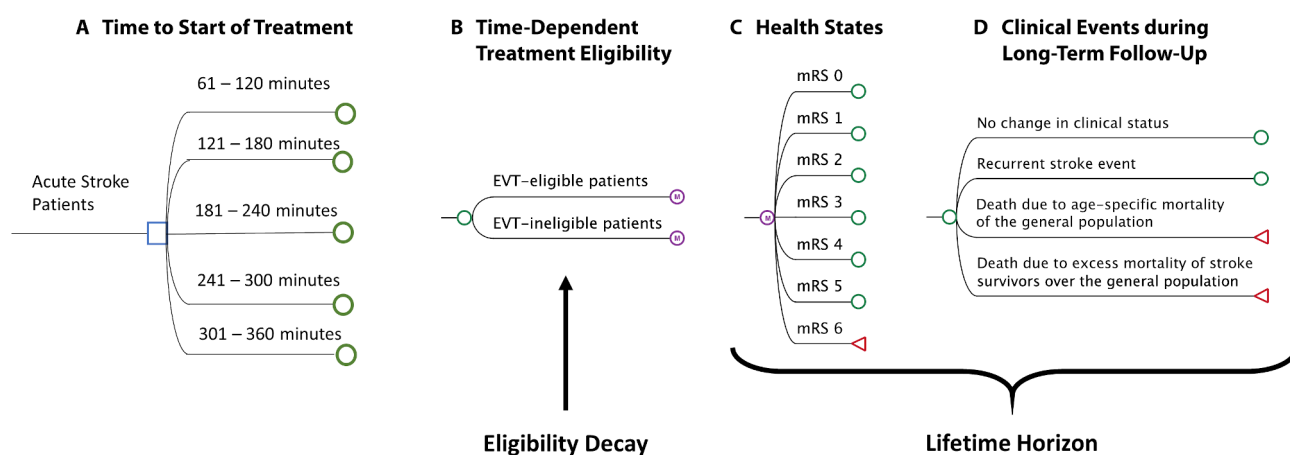 A Time to Start of Treatment
61 – 120 minutes
121 – 180 minutes
Acute Stroke
Patients
181 – 240 minutes
241 – 300 minutes
301 – 360 minutes
B Time-Dependent
Treatment Eligibility
EVT-eligible patients
M
EVT-ineligible patients
M
Eligibility Decay
C Health States
mRS 0
mRS 1
mRS 2
mRS 3
M
mRS 4
mRS 5
mRS 6
D Clinical Events during
Long-Term Follow-Up
No change in clinical status
Recurrent stroke event
Death due to age-specific mortality
of the general population
Death due to excess mortality of stroke
survivors over the general population
Lifetime Horizon